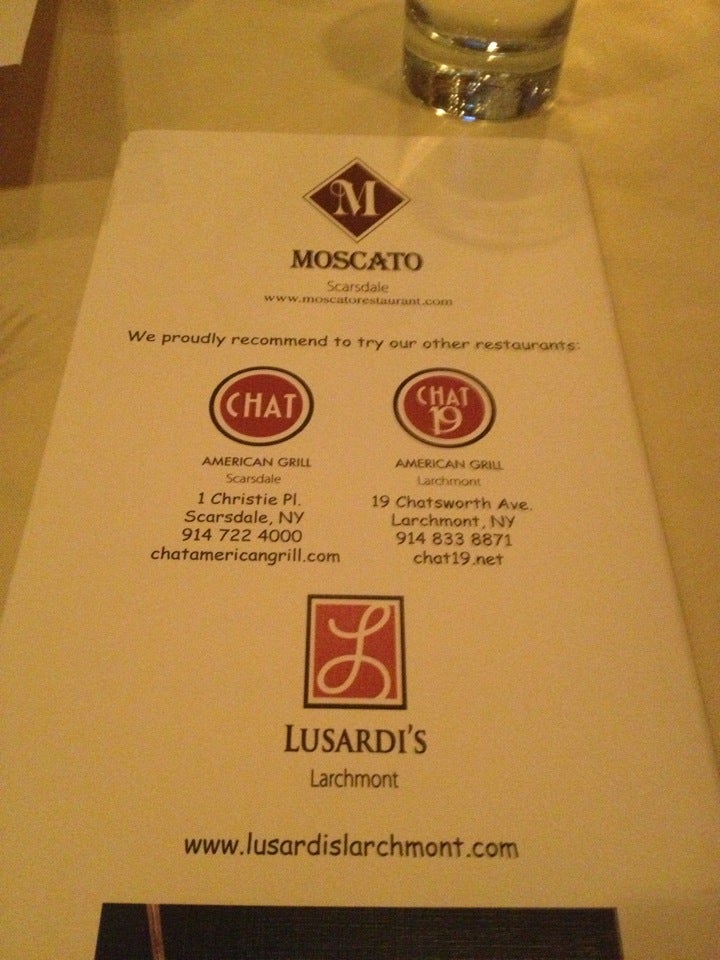 M
MOSCATO
Scarsdale
www.moscatorestaurant.com
We proudly recommend to try our other restaurants:
CHAT
AMERICAN GRILL
Scarsdale
1 Christie Pl.
Scarsdale, NY
914 722 4000
chatamericangrill.com
CHAT
19
AMERICAN GRILL
Larchmont
19 Chatsworth Ave.
Larchmont, NY
914 833 8871
chat19.net
L
LUSARDI'S
Larchmont
www.lusardislarchmont.com